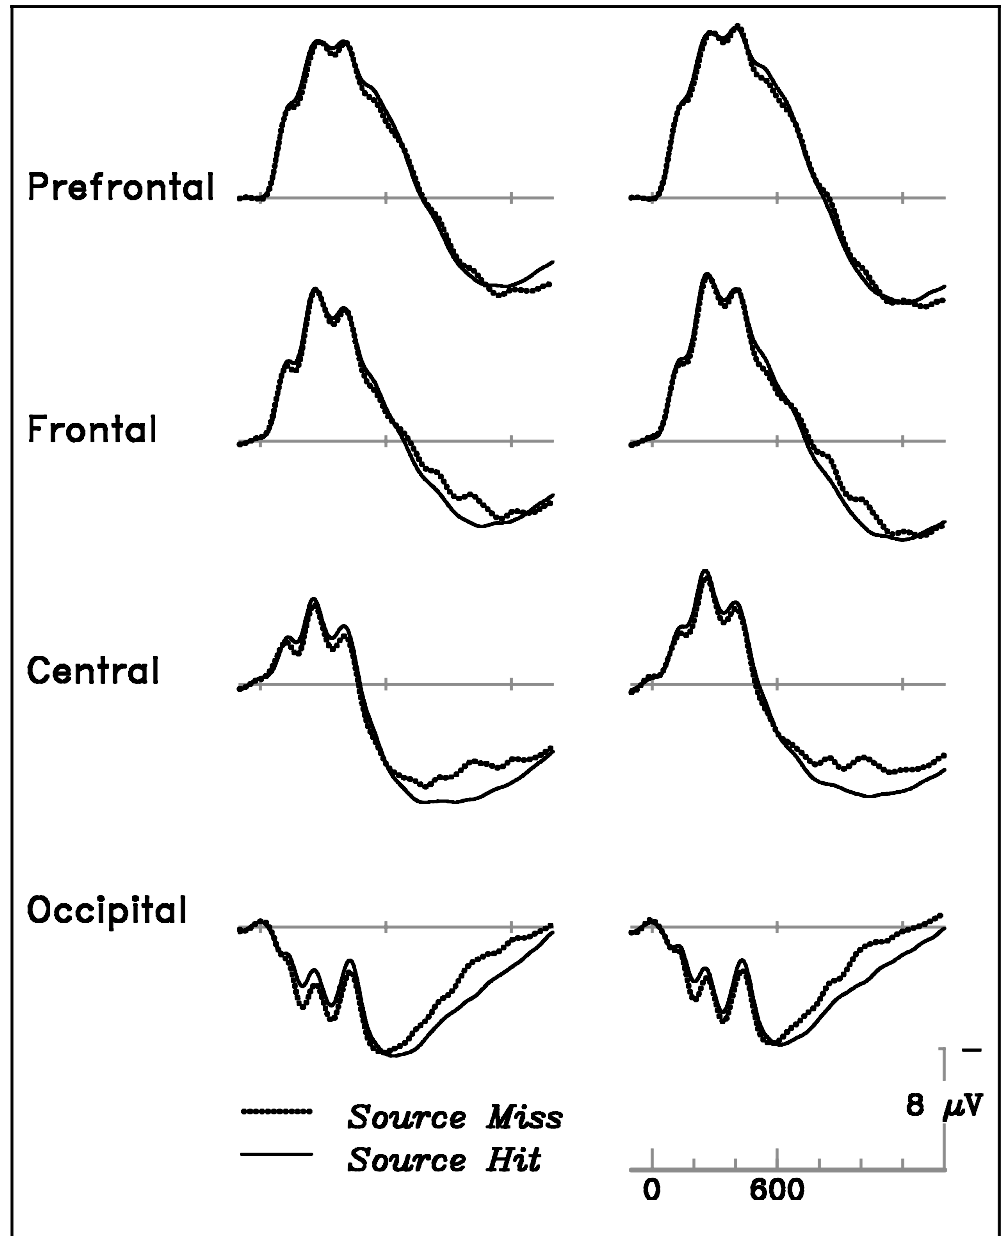 Prefrontal
Frontal
Central
Occipital
Source Miss
Source Hit
–
8 μV
0 600